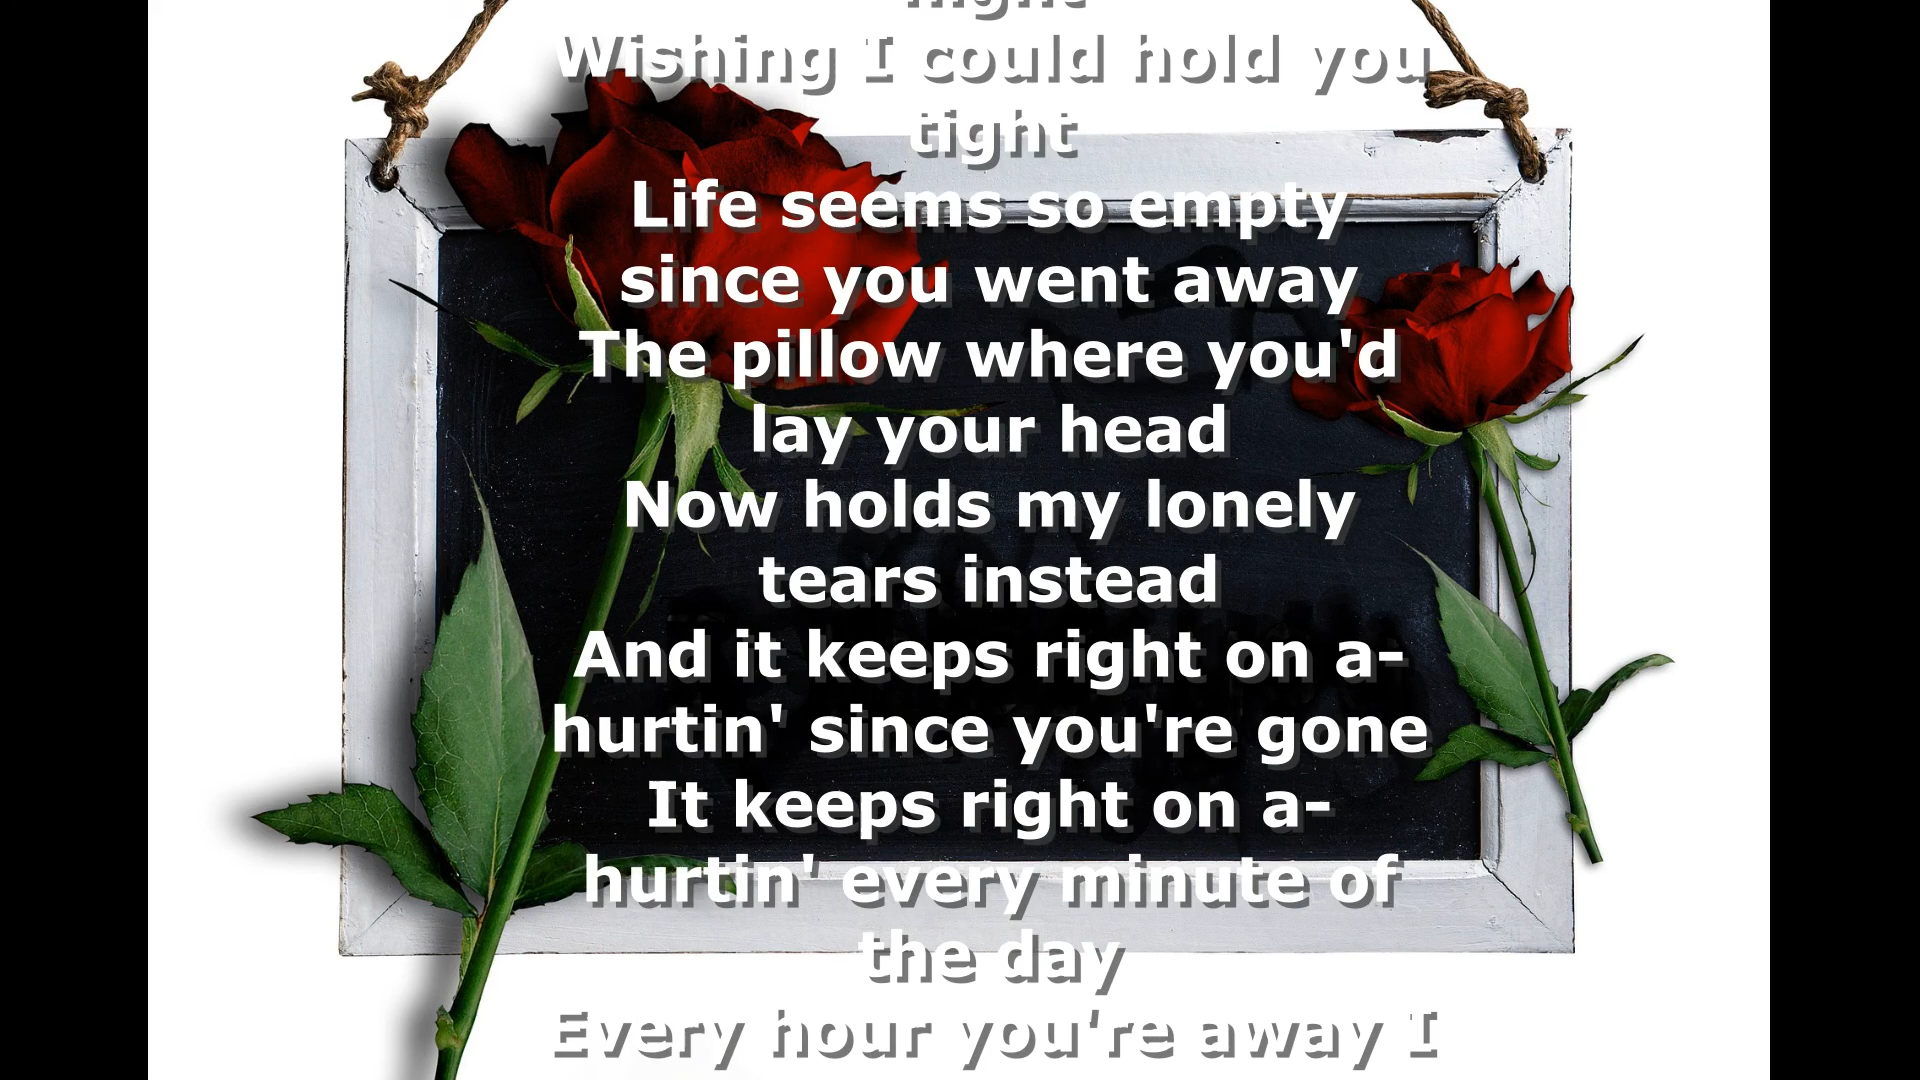 Wishing I could hold you
tight
Life seems so empty
since you went away
The pillow where you'd
lay your head
Now holds my lonely
tears instead
And it keeps right on a-
hurtin' since you're gone
It keeps right on a-
hurtin' every minute of
the day
Every hour you're away I